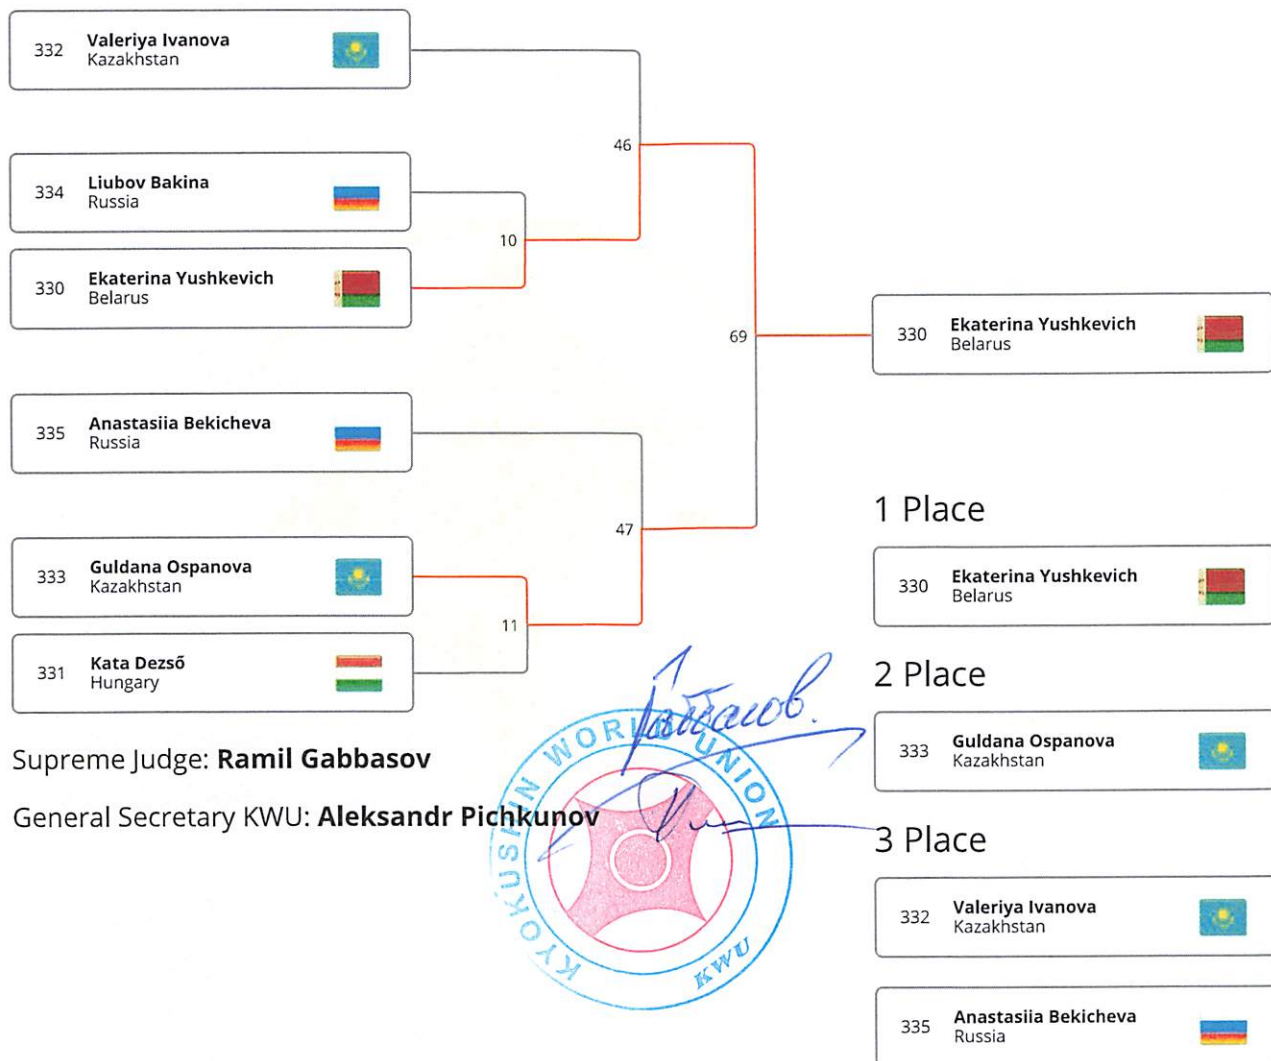 332 Valeriya Ivanova
Kazakhstan
46
334 Liubov Bakina
Russia
10
330 Ekaterina Yushkevich
Belarus
69
330 Ekaterina Yushkevich
Belarus
335 Anastasiia Bekicheva
Russia
47
333 Guldana Ospanova
Kazakhstan
11
331 Kata Dezső
Hungary
1 Place
330 Ekaterina Yushkevich
Belarus
2 Place
333 Guldana Ospanova
Kazakhstan
3 Place
332 Valeriya Ivanova
Kazakhstan
335 Anastasiia Bekicheva
Russia
Supreme Judge: Ramil Gabbasov
General Secretary KWU: Aleksandr Pichkunov
KYOKUSHIN WORLD UNION
KWU